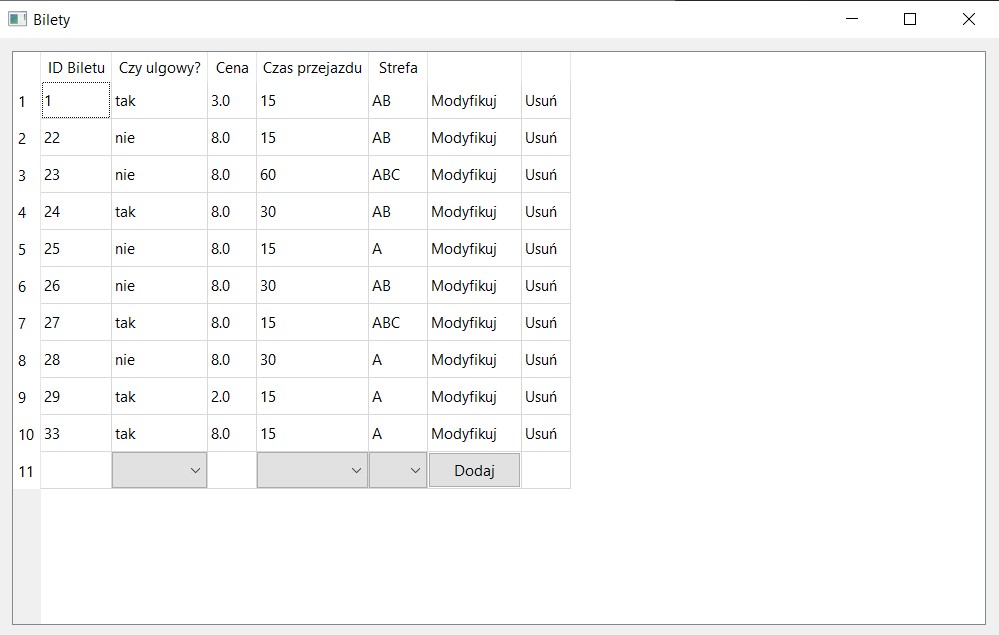 Bilety
ID Biletu Czy ulgowy? Cena Czas przejazdu Strefa
1 1 tak 3.0 15 AB Modyfikuj Usuń
2 22 nie 8.0 15 AB Modyfikuj Usuń
3 23 nie 8.0 60 ABC Modyfikuj Usuń
4 24 tak 8.0 30 AB Modyfikuj Usuń
5 25 nie 8.0 15 A Modyfikuj Usuń
6 26 nie 8.0 30 AB Modyfikuj Usuń
7 27 tak 8.0 15 ABC Modyfikuj Usuń
8 28 nie 8.0 30 A Modyfikuj Usuń
9 29 tak 2.0 15 A Modyfikuj Usuń
10 33 tak 8.0 15 A Modyfikuj Usuń
11 Dodaj